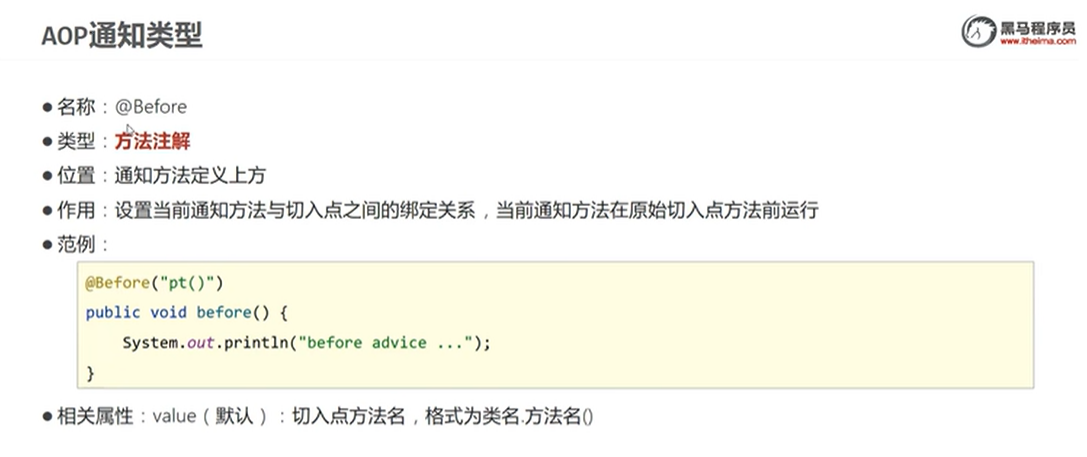 AOP通知类型
黑马程序员
www.itheima.com
● 名称：@Before
● 类型：方法注解
● 位置：通知方法定义上方
● 作用：设置当前通知方法与切入点之间的绑定关系，当前通知方法在原始切入点方法前运行
● 范例：
@Before("pt()")
public void before() {
    System.out.println("before advice ...");
}
● 相关属性：value（默认）：切入点方法名，格式为类名.方法名()